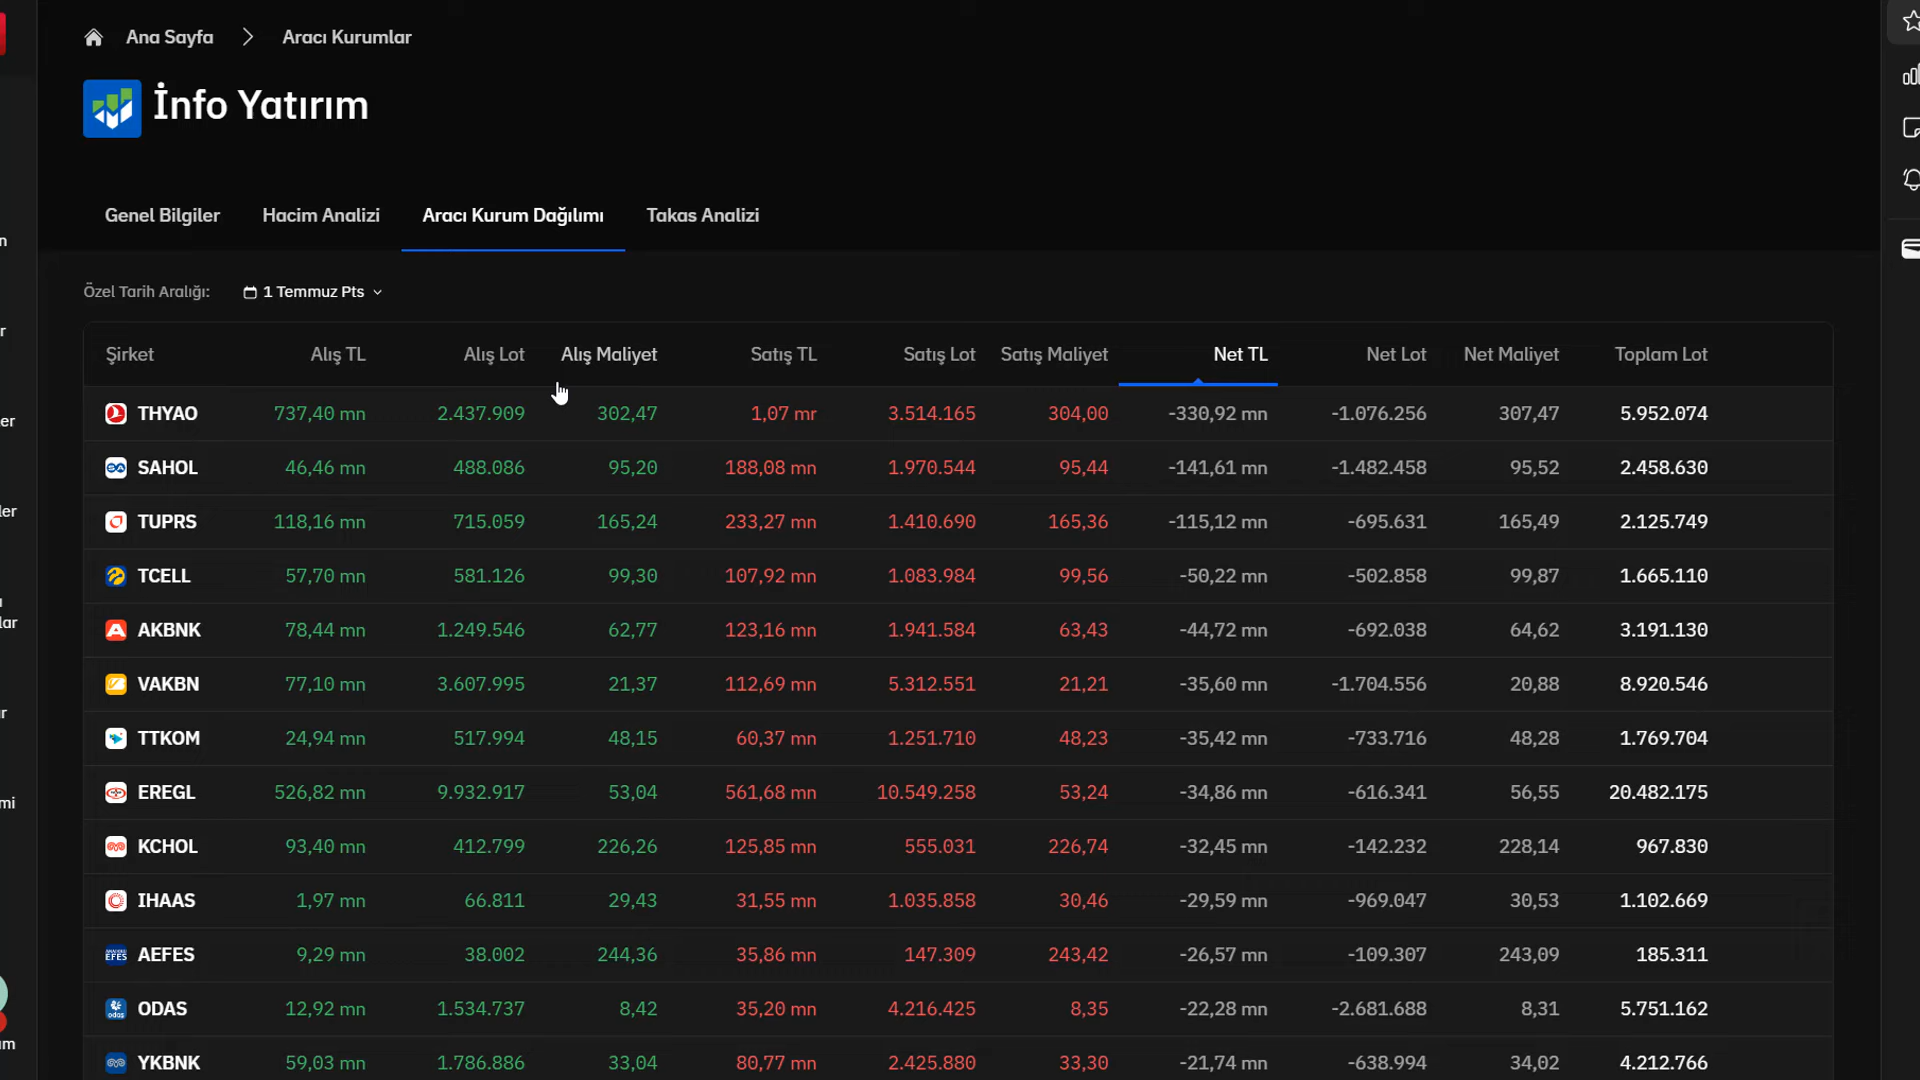 Ana Sayfa > Aracı Kurumlar
İnfo Yatırım
Genel Bilgiler Hacim Analizi Aracı Kurum Dağılımı Takas Analizi
Özel Tarih Aralığı: 1 Temmuz Pts
Şirket Alış TL Alış Lot Alış Maliyet Satış TL Satış Lot Satış Maliyet Net TL Net Lot Net Maliyet Toplam Lot
THYAO 737,40 mn 2.437.909 302,47 1,07 mr 3.514.165 304,00 -330,92 mn -1.076.256 307,47 5.952.074
SAHOL 46,46 mn 488.086 95,20 188,08 mn 1.970.544 95,44 -141,61 mn -1.482.458 95,52 2.458.630
TUPRS 118,16 mn 715.059 165,24 233,27 mn 1.410.690 165,36 -115,12 mn -695.631 165,49 2.125.749
TCELL 57,70 mn 581.126 99,30 107,92 mn 1.083.984 99,56 -50,22 mn -502.858 99,87 1.665.110
AKBNK 78,44 mn 1.249.546 62,77 123,16 mn 1.941.584 63,43 -44,72 mn -692.038 64,62 3.191.130
VAKBN 77,10 mn 3.607.995 21,37 112,69 mn 5.312.551 21,21 -35,60 mn -1.704.556 20,88 8.920.546
TTKOM 24,94 mn 517.994 48,15 60,37 mn 1.251.710 48,23 -35,42 mn -733.716 48,28 1.769.704
EREGL 526,82 mn 9.932.917 53,04 561,68 mn 10.549.258 53,24 -34,86 mn -616.341 56,55 20.482.175
KCHOL 93,40 mn 412.799 226,26 125,85 mn 555.031 226,74 -32,45 mn -142.232 228,14 967.830
IHAAS 1,97 mn 66.811 29,43 31,55 mn 1.035.858 30,46 -29,59 mn -969.047 30,53 1.102.669
AEFES 9,29 mn 38.002 244,36 35,86 mn 147.309 243,42 -26,57 mn -109.307 243,09 185.311
ODAS 12,92 mn 1.534.737 8,42 35,20 mn 4.216.425 8,35 -22,28 mn -2.681.688 8,31 5.751.162
YKBNK 59,03 mn 1.786.886 33,04 80,77 mn 2.425.880 33,30 -21,74 mn -638.994 34,02 4.212.766